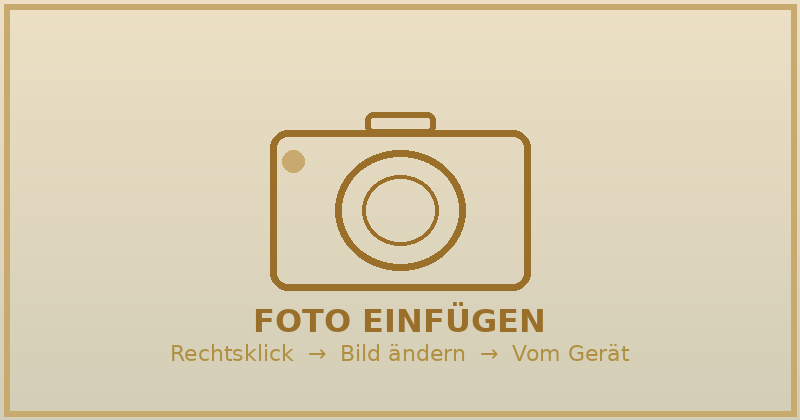 FOTO EINFÜGEN
Rechtsklick → Bild ändern → Vom Gerät